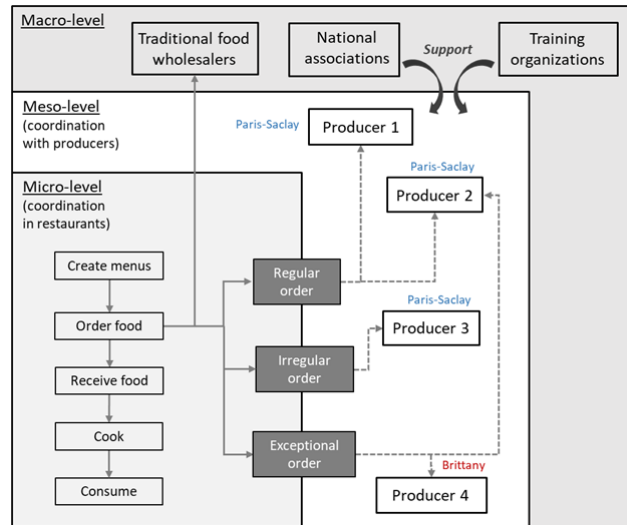 Macro-level
Traditional food
wholesalers
National
associations
Support
Training
organizations
Meso-level
(coordination
with producers)
Paris-Saclay
Producer 1
Paris-Saclay
Producer 2
Micro-level
(coordination
in restaurants)
Create menus
Regular
order
Paris-Saclay
Order food
Producer 3
Irregular
order
Receive food
Cook
Exceptional
order
Brittany
Consume
Producer 4